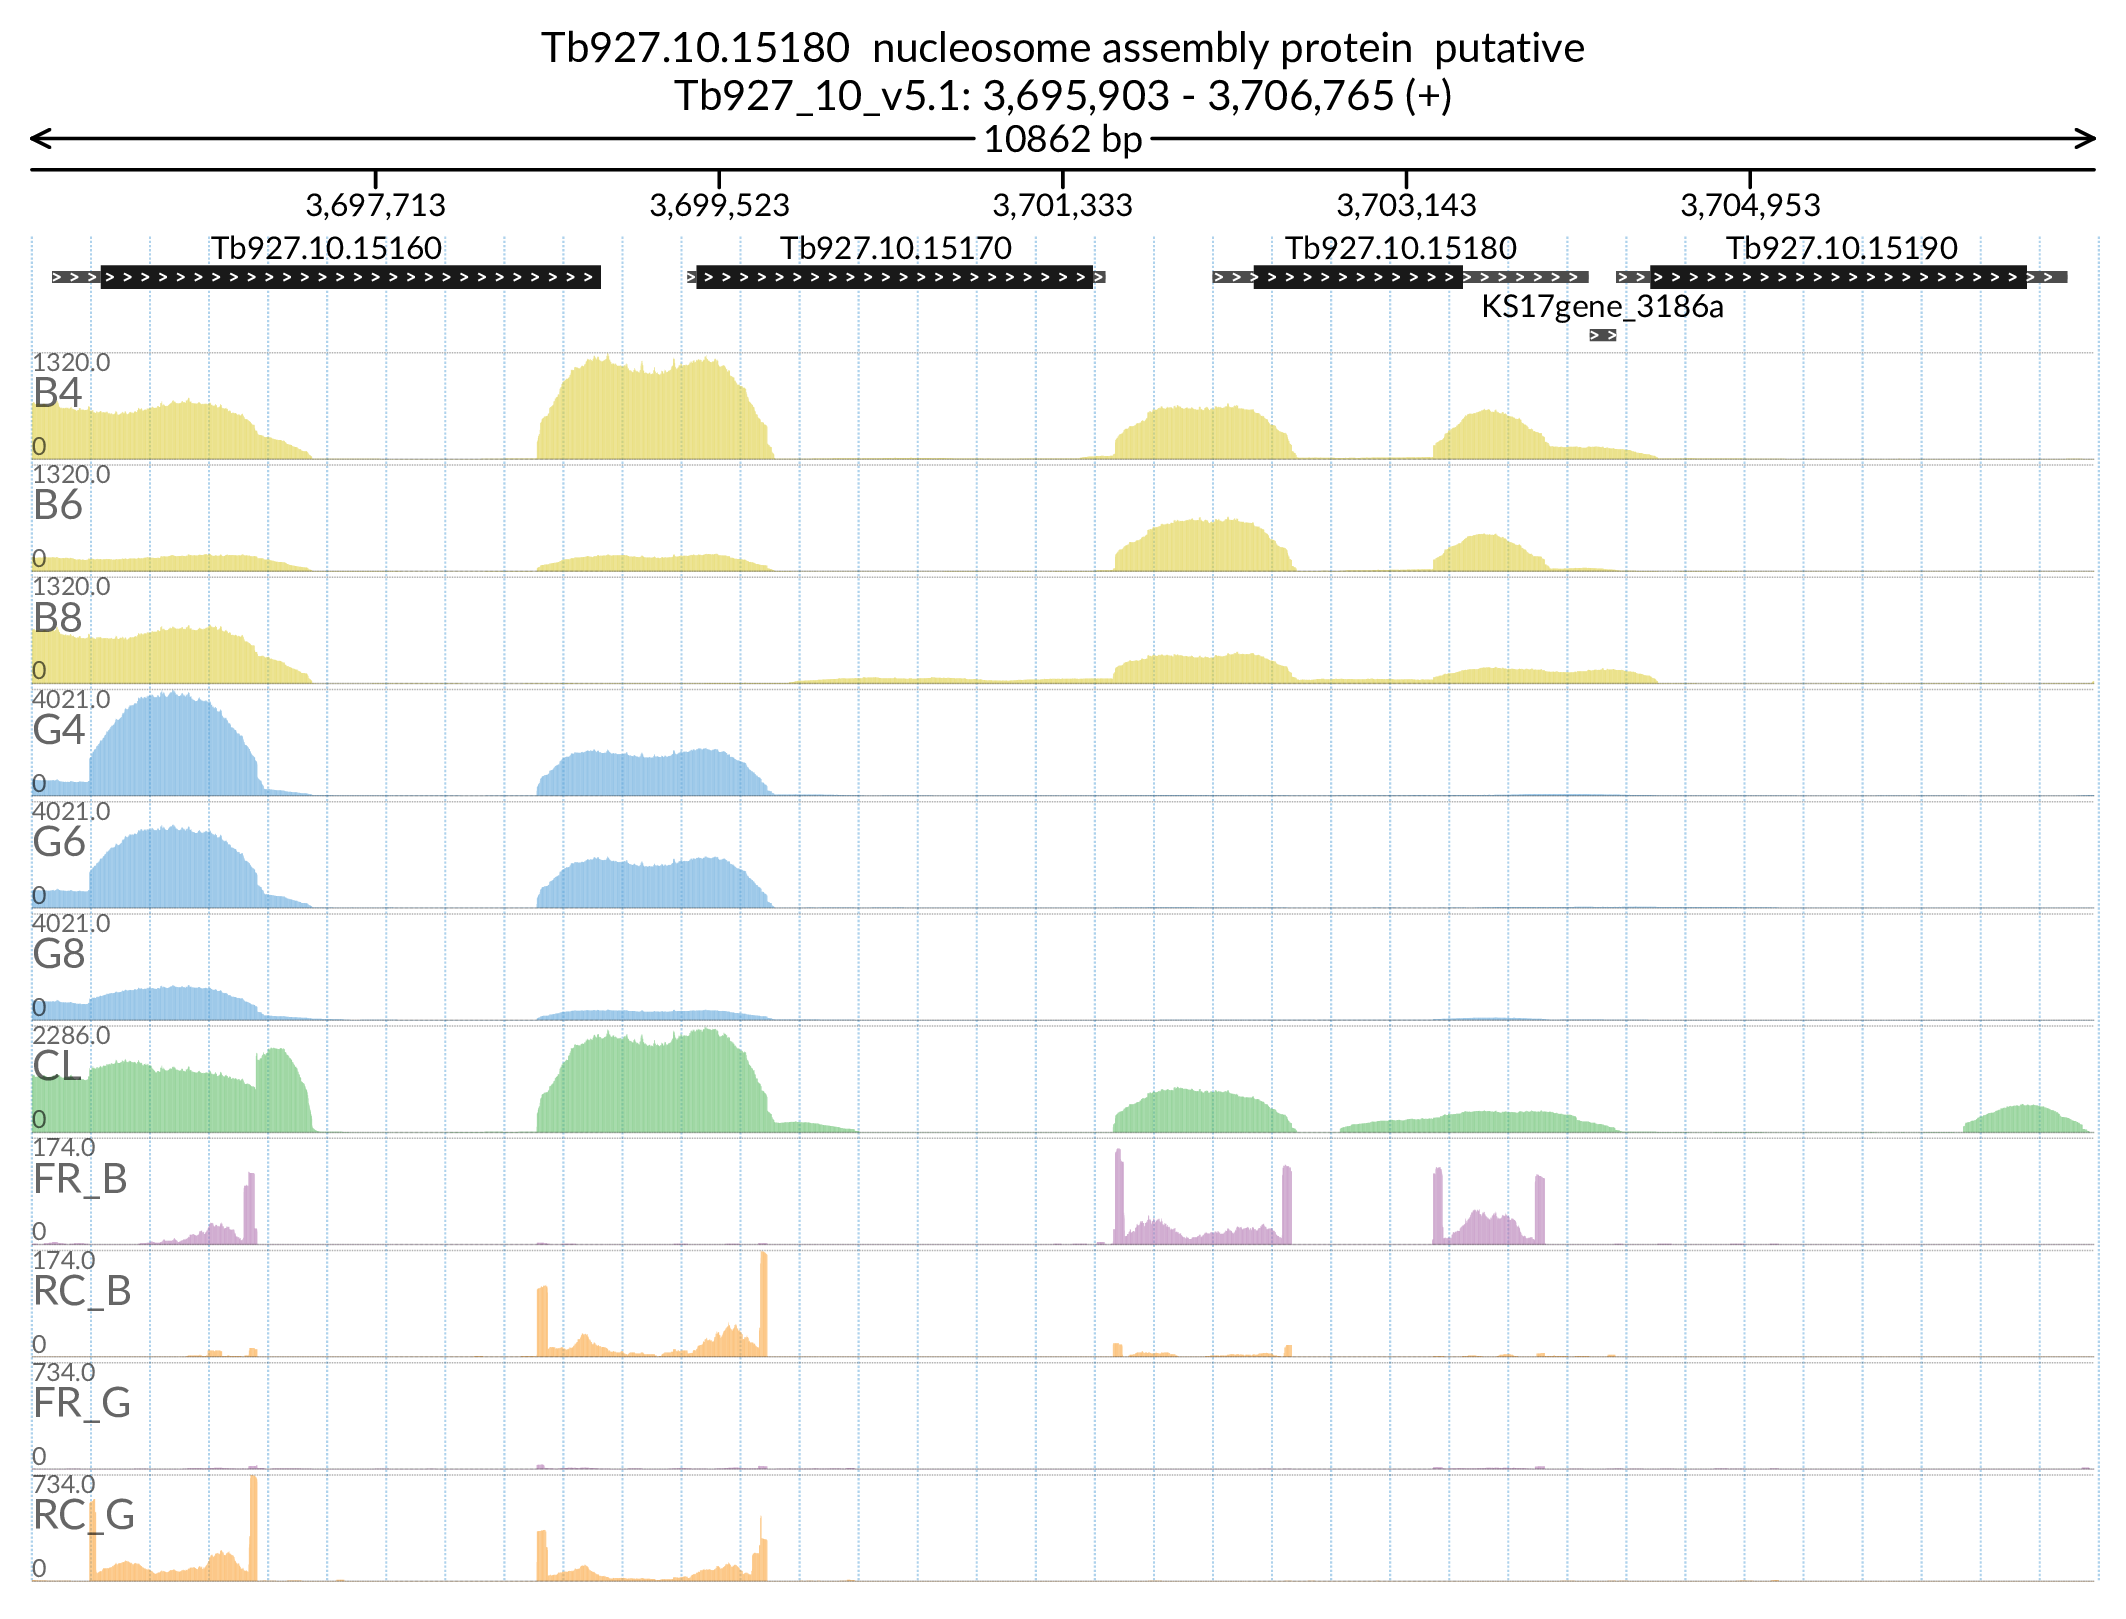 Tb927.10.15180 nucleosome assembly protein putative
Tb927_10_v5.1: 3,695,903 - 3,706,765 (+)
10862 bp
3,697,713 3,699,523 3,701,333 3,703,143 3,704,953
Tb927.10.15160 Tb927.10.15170 Tb927.10.15180 Tb927.10.15190
KS17gene_3186a
1320.0
B4
0
1320.0
B6
0
1320.0
B8
0
4021.0
G4
0
4021.0
G6
0
4021.0
G8
0
2286.0
CL
0
174.0
FR_B
0
174.0
RC_B
0
734.0
FR_G
0
734.0
RC_G
0